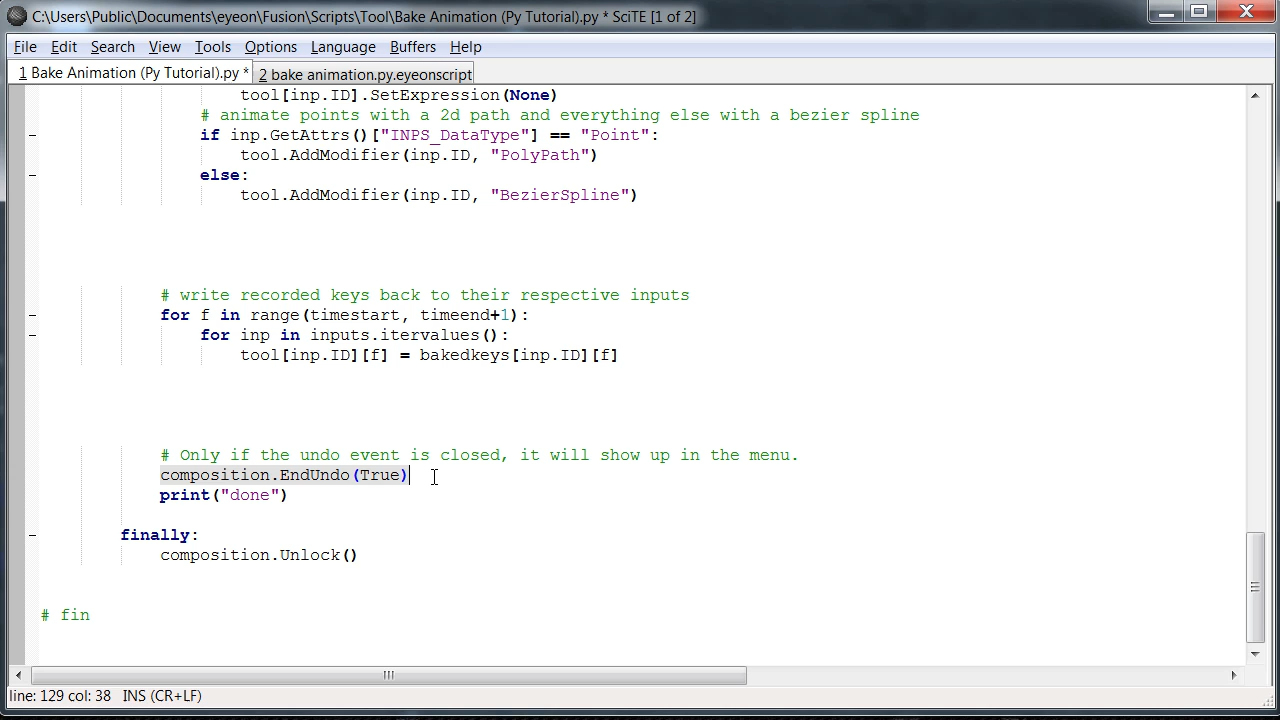 C:\Users\Public\Documents\eyeon\Fusion\Scripts\Tool\Bake Animation (Py Tutorial).py * SciTE [1 of 2]
File Edit Search View Tools Options Language Buffers Help
1 Bake Animation (Py Tutorial).py * 2 bake animation.py.eyeonscript
tool[inp.ID].SetExpression(None)
# animate points with a 2d path and everything else with a bezier spline
if inp.GetAttrs()["INPS_DataType"] == "Point":
tool.AddModifier(inp.ID, "PolyPath")
else:
tool.AddModifier(inp.ID, "BezierSpline")
# write recorded keys back to their respective inputs
for f in range(timestart, timeend+1):
for inp in inputs.itervalues():
tool[inp.ID][f] = bakedkeys[inp.ID][f]
# Only if the undo event is closed, it will show up in the menu.
composition.EndUndo(True)
print("done")
finally:
composition.Unlock()
# fin
line: 129 col: 38 INS (CR+LF)